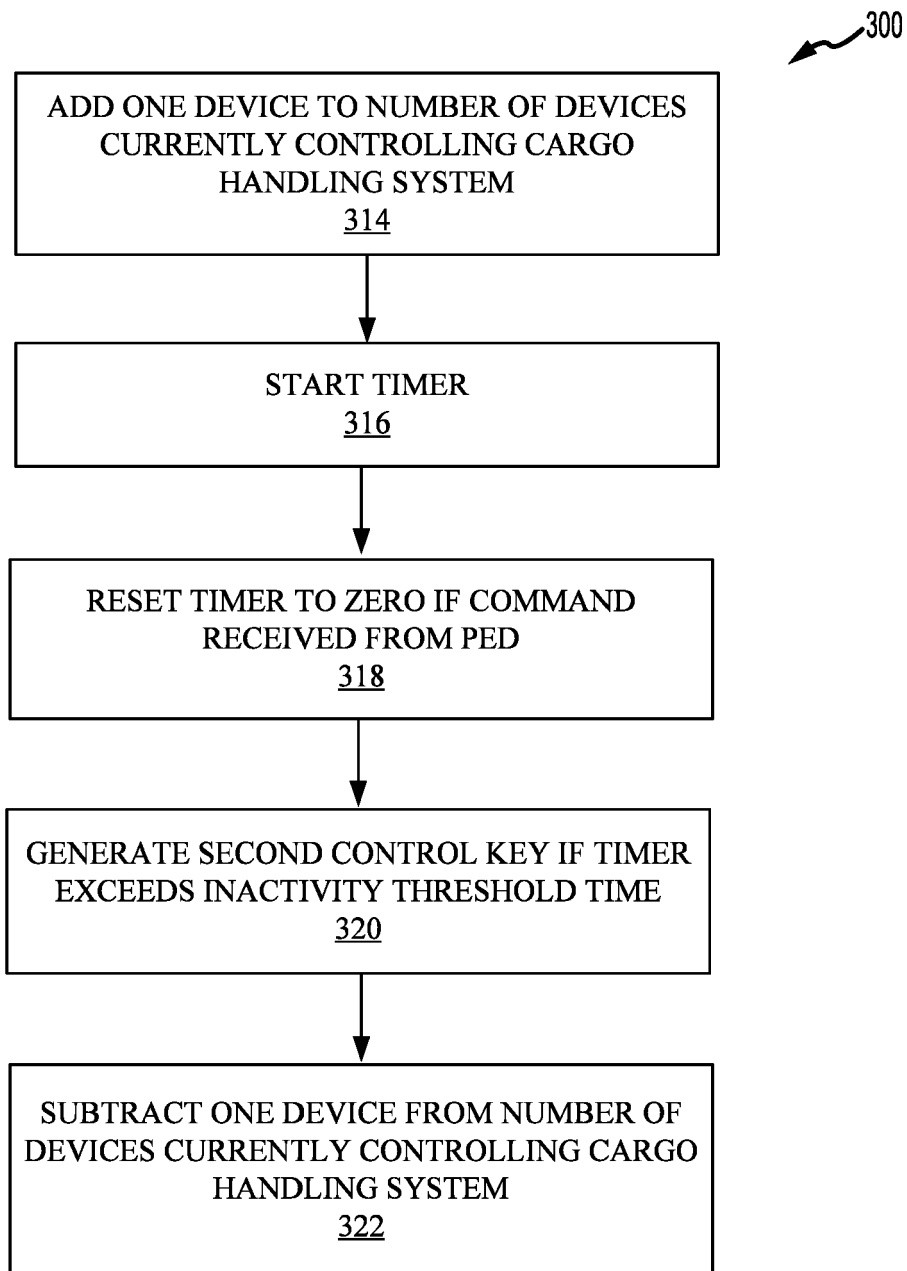 300
ADD ONE DEVICE TO NUMBER OF DEVICES
CURRENTLY CONTROLLING CARGO
HANDLING SYSTEM
314
START TIMER
316
RESET TIMER TO ZERO IF COMMAND
RECEIVED FROM PED
318
GENERATE SECOND CONTROL KEY IF TIMER
EXCEEDS INACTIVITY THRESHOLD TIME
320
SUBTRACT ONE DEVICE FROM NUMBER OF
DEVICES CURRENTLY CONTROLLING CARGO
HANDLING SYSTEM
322